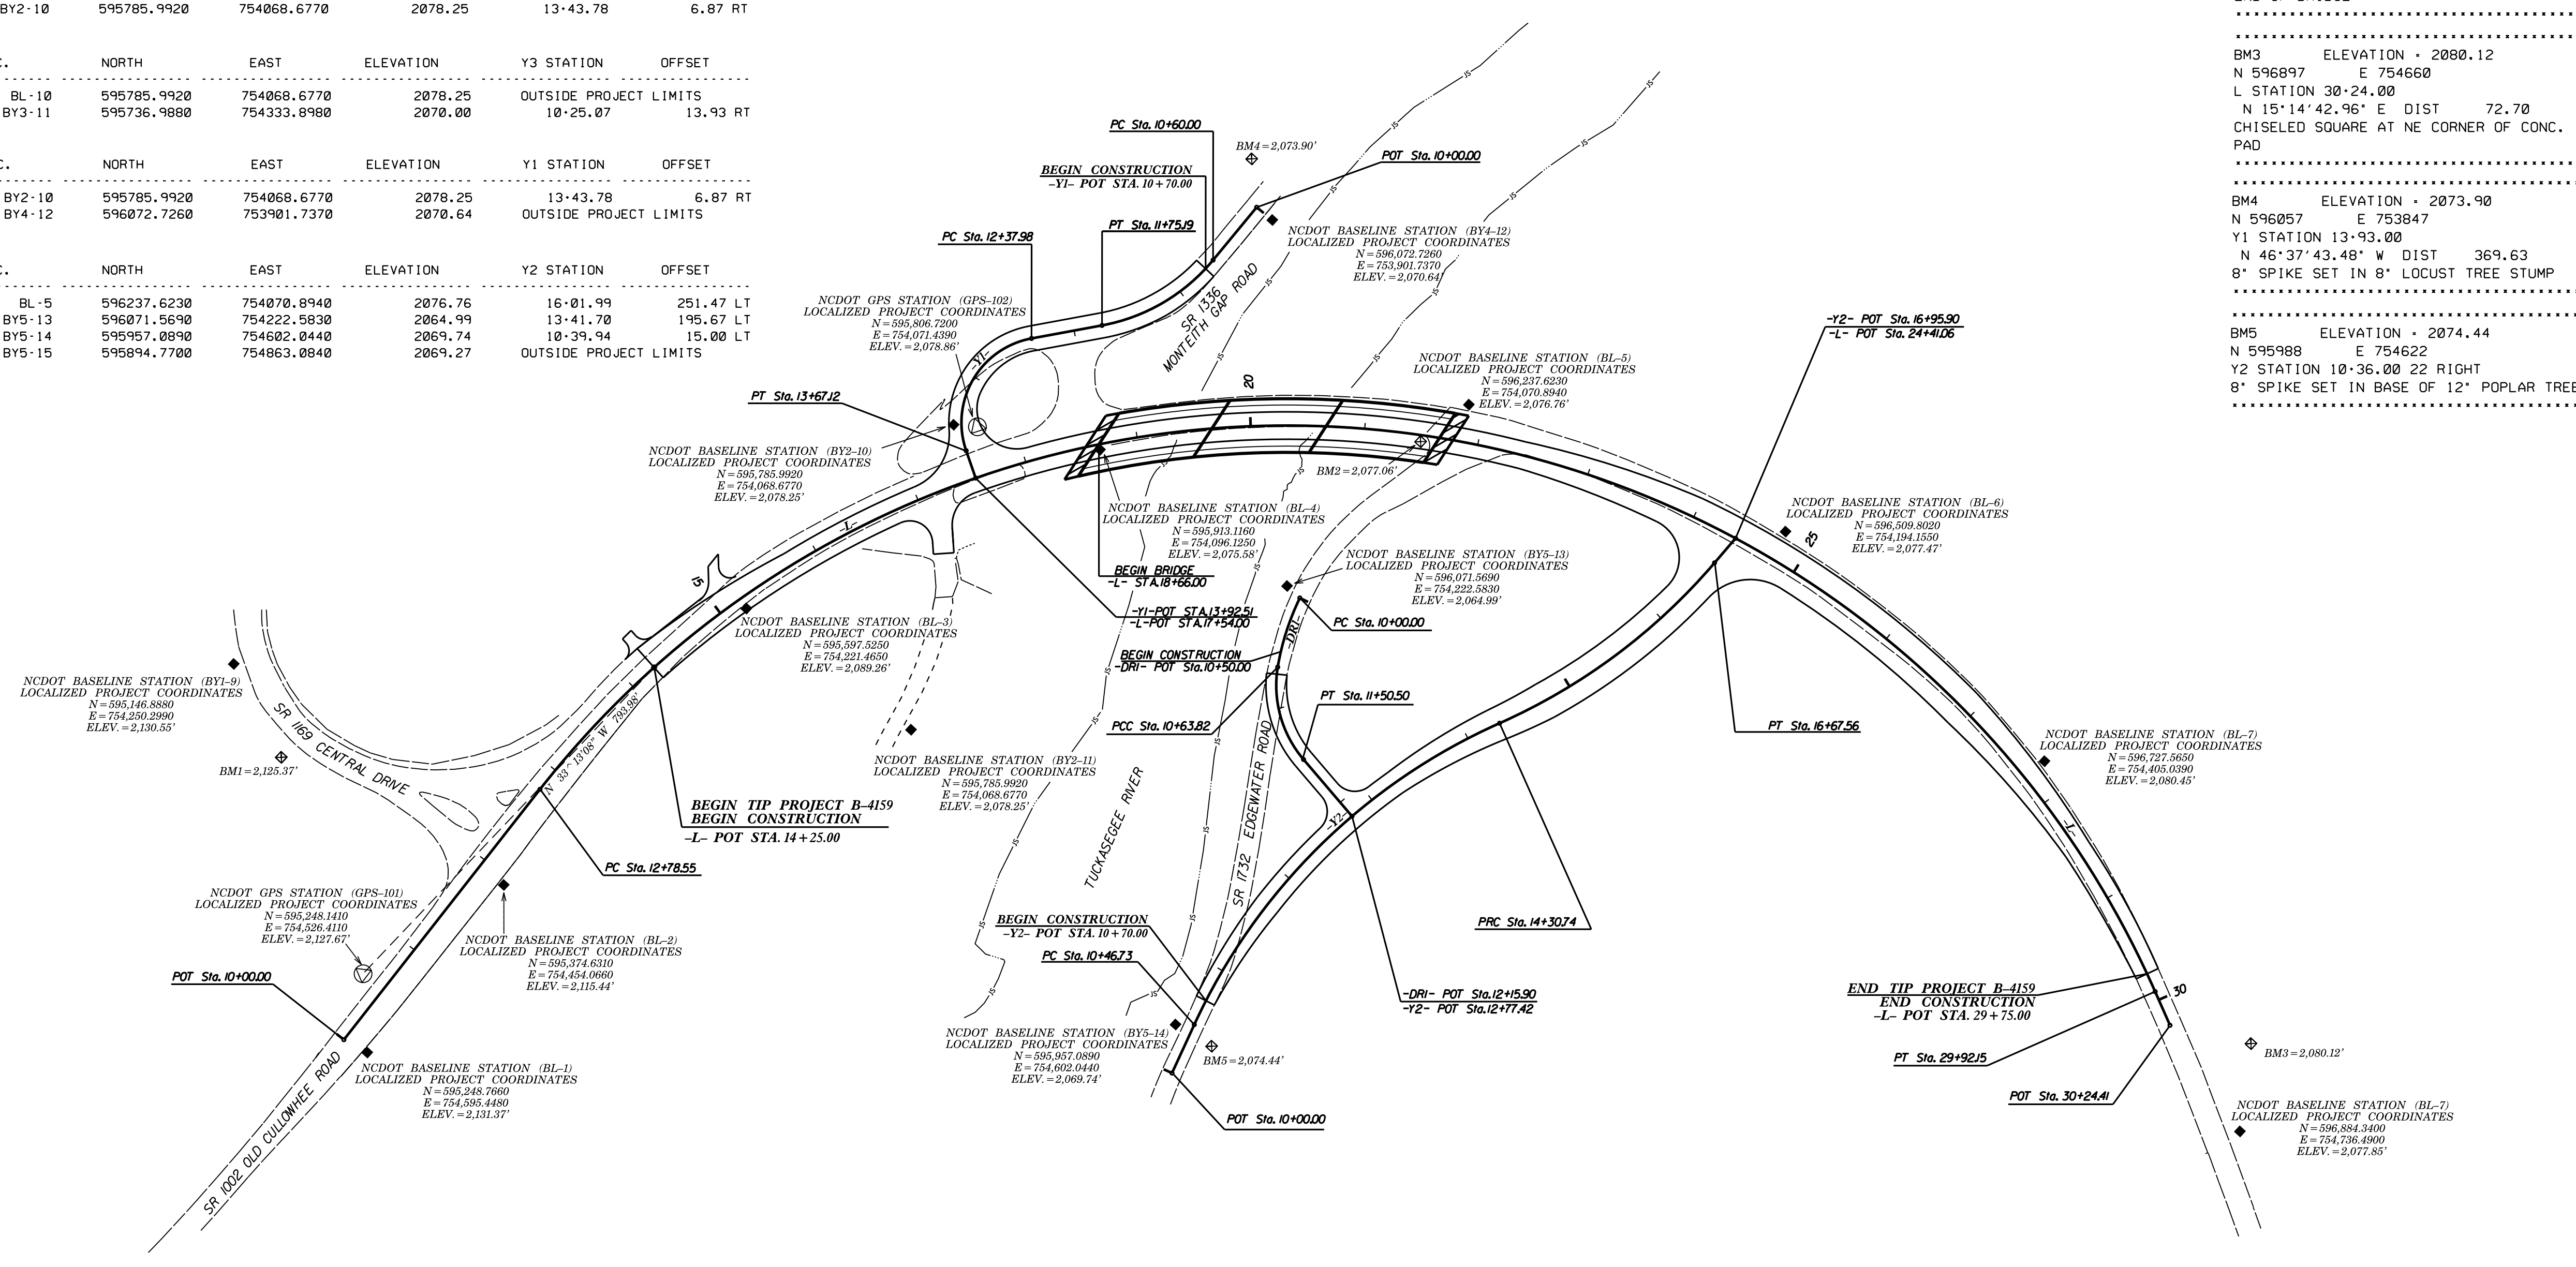 BY2-10 595785.9920 754068.6770 2078.25 13+43.78 6.87 RT
C. NORTH EAST ELEVATION Y3 STATION OFFSET
BL-10 595785.9920 754068.6770 2078.25 OUTSIDE PROJECT LIMITS
BY3-11 595736.9880 754333.8980 2070.00 10+25.07 13.93 RT
C. NORTH EAST ELEVATION Y1 STATION OFFSET
BY2-10 595785.9920 754068.6770 2078.25 13+43.78 6.87 RT
BY4-12 596072.7260 753901.7370 2070.64 OUTSIDE PROJECT LIMITS
C. NORTH EAST ELEVATION Y2 STATION OFFSET
BL-5 596237.6230 754070.8940 2076.76 16+01.99 251.47 LT
BY5-13 596071.5690 754222.5830 2064.99 13+41.70 195.67 LT
BY5-14 595957.0890 754602.0440 2069.74 10+39.94 15.00 LT
BY5-15 595894.7700 754863.0840 2069.27 OUTSIDE PROJECT LIMITS
BM3 ELEVATION = 2080.12
N 596897 E 754660
L STATION 30+24.00
N 15°14'42.96" E DIST 72.70
CHISELED SQUARE AT NE CORNER OF CONC.
PAD
BM4 ELEVATION = 2073.90
N 596057 E 753847
Y1 STATION 13+93.00
N 46°37'43.48" W DIST 369.63
8" SPIKE SET IN 8" LOCUST TREE STUMP
BM5 ELEVATION = 2074.44
N 595988 E 754622
Y2 STATION 10+36.00 22 RIGHT
8" SPIKE SET IN BASE OF 12" POPLAR TREE
PC Sta. 10+60.00
BM4=2,073.90'
POT Sta. 10+00.00
BEGIN CONSTRUCTION
-Y1- POT STA. 10+70.00
PT Sta. 11+75.19
PC Sta. 12+37.98
NCDOT BASELINE STATION (BY4-12)
LOCALIZED PROJECT COORDINATES
N=596,072.7260
E=753,901.7370
ELEV.=2,070.64'
SR 1336
MONTEITH GAP ROAD
NCDOT GPS STATION (GPS-102)
LOCALIZED PROJECT COORDINATES
N=595,806.7200
E=754,071.4390
ELEV.=2,078.86'
-Y1-
-Y2- POT Sta. 16+95.90
-L- POT Sta. 24+41.06
NCDOT BASELINE STATION (BL-5)
LOCALIZED PROJECT COORDINATES
N=596,237.6230
E=754,070.8940
ELEV.=2,076.76'
20
PT Sta. 13+67.12
NCDOT BASELINE STATION (BY2-10)
LOCALIZED PROJECT COORDINATES
N=595,785.9920
E=754,068.6770
ELEV.=2,078.25'
BM2=2,077.06'
NCDOT BASELINE STATION (BL-4)
LOCALIZED PROJECT COORDINATES
N=595,913.1160
E=754,096.1250
ELEV.=2,075.58'
NCDOT BASELINE STATION (BL-6)
LOCALIZED PROJECT COORDINATES
N=596,509.8020
E=754,194.1550
ELEV.=2,077.47'
25
-L-
15
BEGIN BRIDGE
-L- STA.18+66.00
NCDOT BASELINE STATION (BY5-13)
LOCALIZED PROJECT COORDINATES
N=596,071.5690
E=754,222.5830
ELEV.=2,064.99'
-Y1-POT STA.13+92.51
-L-POT STA.17+54.00
PC Sta. 10+00.00
-DR1-
NCDOT BASELINE STATION (BL-3)
LOCALIZED PROJECT COORDINATES
N=595,597.5250
E=754,221.4650
ELEV.=2,089.26'
BEGIN CONSTRUCTION
-DR1- POT Sta.10+50.00
NCDOT BASELINE STATION (BY1-9)
LOCALIZED PROJECT COORDINATES
N=595,146.8880
E=754,250.2990
ELEV.=2,130.55'
SR 1169 CENTRAL DRIVE
BM1=2,125.37'
N 33^13'08" W 793.98'
PT Sta. 11+50.50
PCC Sta. 10+63.82
PT Sta. 16+67.56
NCDOT BASELINE STATION (BL-7)
LOCALIZED PROJECT COORDINATES
N=596,727.5650
E=754,405.0390
ELEV.=2,080.45'
NCDOT BASELINE STATION (BY2-11)
LOCALIZED PROJECT COORDINATES
N=595,785.9920
E=754,068.6770
ELEV.=2,078.25'
BEGIN TIP PROJECT B-4159
BEGIN CONSTRUCTION
-L- POT STA. 14+25.00
TUCKASEGEE RIVER
SR 1732 EDGEWATER ROAD
-Y2-
-L-
PC Sta. 12+78.55
NCDOT GPS STATION (GPS-101)
LOCALIZED PROJECT COORDINATES
N=595,248.1410
E=754,526.4110
ELEV.=2,127.67'
NCDOT BASELINE STATION (BL-2)
LOCALIZED PROJECT COORDINATES
N=595,374.6310
E=754,454.0660
ELEV.=2,115.44'
BEGIN CONSTRUCTION
-Y2- POT STA. 10+70.00
PC Sta. 10+46.73
PRC Sta. 14+30.74
POT Sta. 10+00.00
-DR1- POT Sta.12+15.90
-Y2- POT Sta.12+77.42
END TIP PROJECT B-4159
END CONSTRUCTION
-L- POT STA. 29+75.00
30
NCDOT BASELINE STATION (BY5-14)
LOCALIZED PROJECT COORDINATES
N=595,957.0890
E=754,602.0440
ELEV.=2,069.74'
BM5=2,074.44'
PT Sta. 29+92.15
BM3=2,080.12'
NCDOT BASELINE STATION (BL-1)
LOCALIZED PROJECT COORDINATES
N=595,248.7660
E=754,595.4480
ELEV.=2,131.37'
SR 1002 OLD CULLOWHEE ROAD
POT Sta. 10+00.00
POT Sta. 30+24.41
NCDOT BASELINE STATION (BL-7)
LOCALIZED PROJECT COORDINATES
N=596,884.3400
E=754,736.4900
ELEV.=2,077.85'